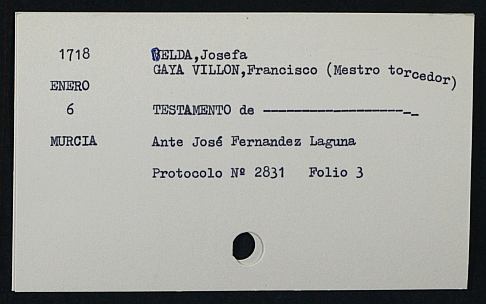 1718 BELDA,Josefa
GAYA VILLON,Francisco (Mestro torcedor)
ENERO
6 TESTAMENTO de --------------------
MURCIA Ante José Fernandez Laguna
Protocolo Nº 2831 Folio 3